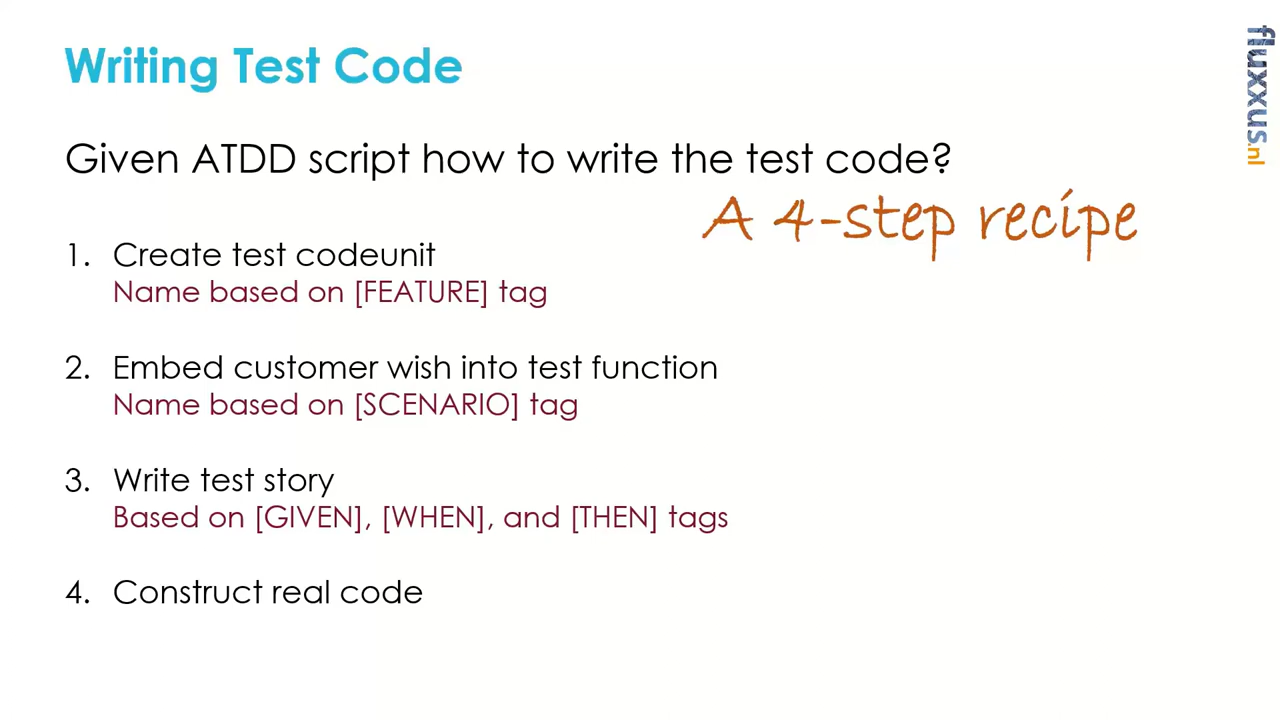 Writing Test Code
fluxxus.nl
Given ATDD script how to write the test code?
A 4-step recipe
1. Create test codeunit
Name based on [FEATURE] tag
2. Embed customer wish into test function
Name based on [SCENARIO] tag
3. Write test story
Based on [GIVEN], [WHEN], and [THEN] tags
4. Construct real code